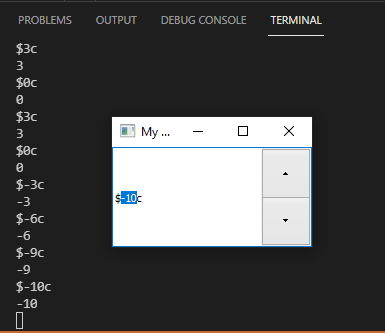 PROBLEMS OUTPUT DEBUG CONSOLE TERMINAL
$3c
3
$0c
0
$3c
3
$0c
0
$-3c
-3
$-6c
-6
$-9c
-9
$-10c
-10
My ...
$-10c